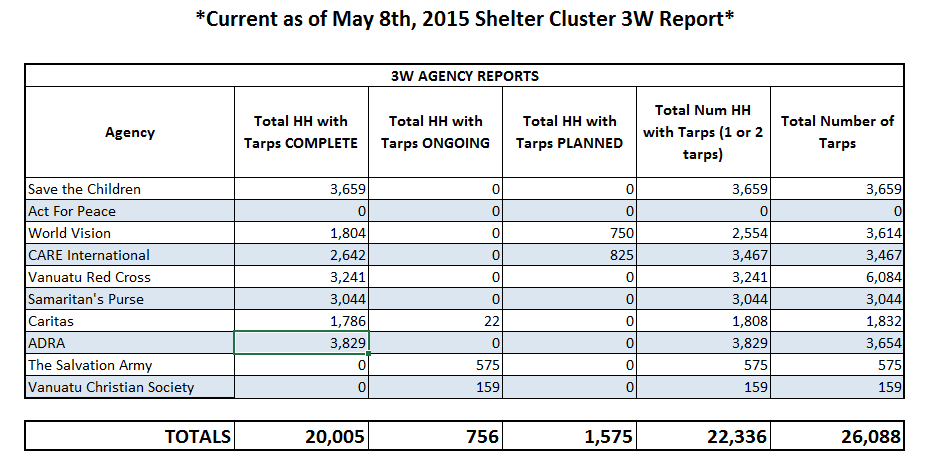 *Current as of May 8th, 2015 Shelter Cluster 3W Report*
3W AGENCY REPORTS
Agency Total HH with Tarps COMPLETE Total HH with Tarps ONGOING Total HH with Tarps PLANNED Total Num HH with Tarps (1 or 2 tarps) Total Number of Tarps
Save the Children 3,659 0 0 3,659 3,659
Act For Peace 0 0 0 0 0
World Vision 1,804 0 750 2,554 3,614
CARE International 2,642 0 825 3,467 3,467
Vanuatu Red Cross 3,241 0 0 3,241 6,084
Samaritan's Purse 3,044 0 0 3,044 3,044
Caritas 1,786 22 0 1,808 1,832
ADRA 3,829 0 0 3,829 3,654
The Salvation Army 0 575 0 575 575
Vanuatu Christian Society 0 159 0 159 159
TOTALS 20,005 756 1,575 22,336 26,088